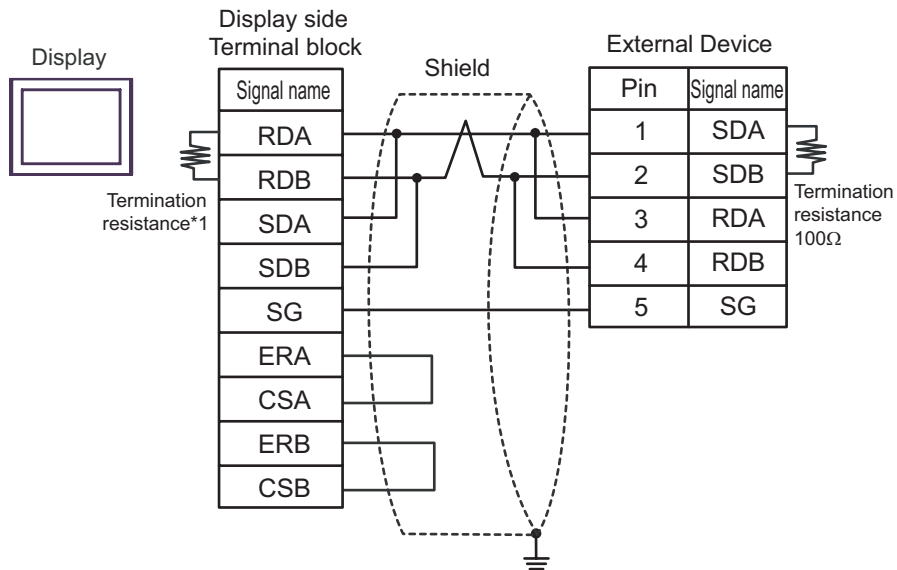 Display
Display side
Terminal block
Signal name
RDA
RDB
SDA
SDB
SG
ERA
CSA
ERB
CSB
Termination
resistance*1
Shield
External Device
Pin Signal name
1 SDA
2 SDB
3 RDA
4 RDB
5 SG
Termination
resistance
100Ω